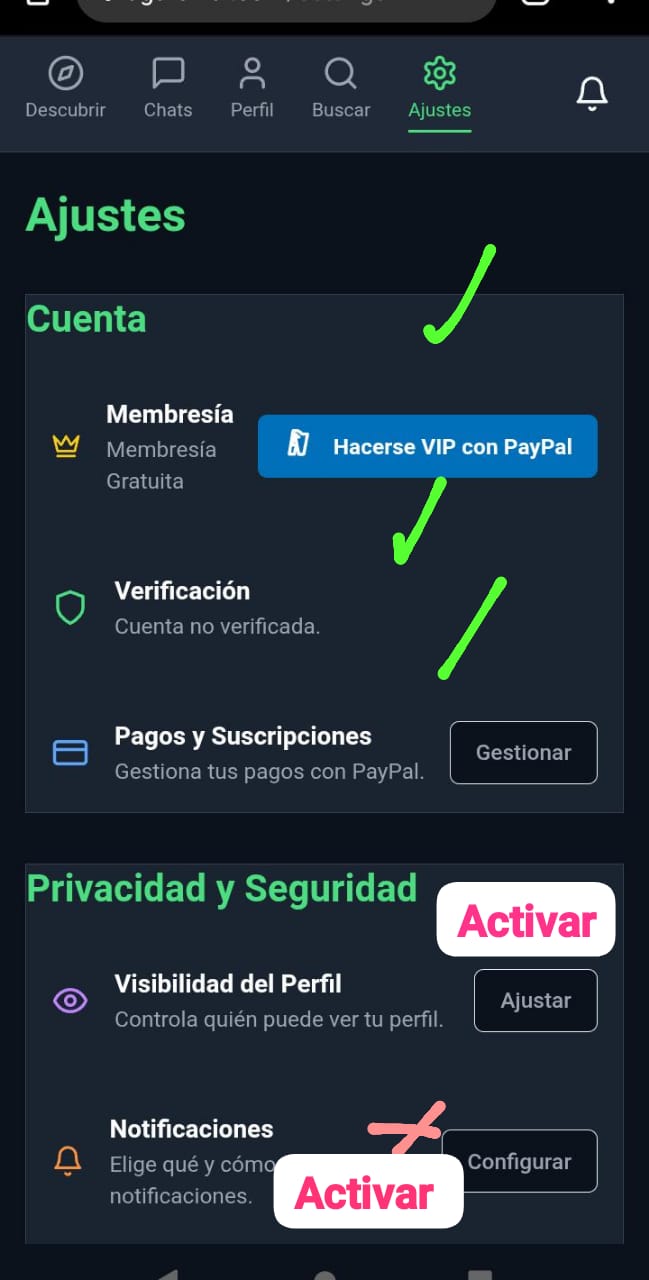 Descubrir Chats Perfil Buscar Ajustes
Ajustes
Cuenta
Membresía
Membresía
Gratuita
Hacerse VIP con PayPal
Verificación
Cuenta no verificada.
Pagos y Suscripciones
Gestiona tus pagos con PayPal.
Gestionar
Privacidad y Seguridad
Activar
Visibilidad del Perfil
Controla quién puede ver tu perfil.
Ajustar
Notificaciones
Elige qué y cómo
notificaciones.
Configurar
Activar